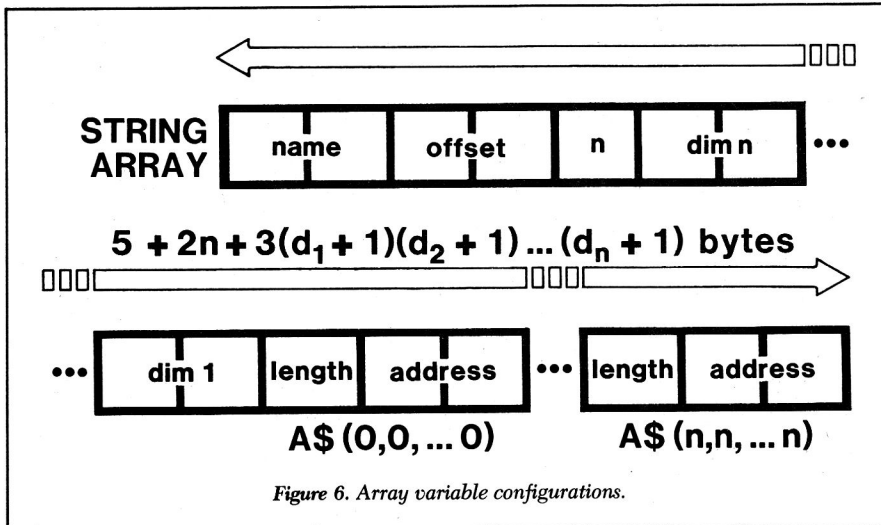 STRING
ARRAY
name offset n dim n •••
5 + 2n + 3(d₁ + 1)(d₂ + 1) ... (dₙ + 1) bytes
••• dim 1 length address ••• length address
A$ (0,0, ... 0) A$ (n,n, ... n)
Figure 6. Array variable configurations.